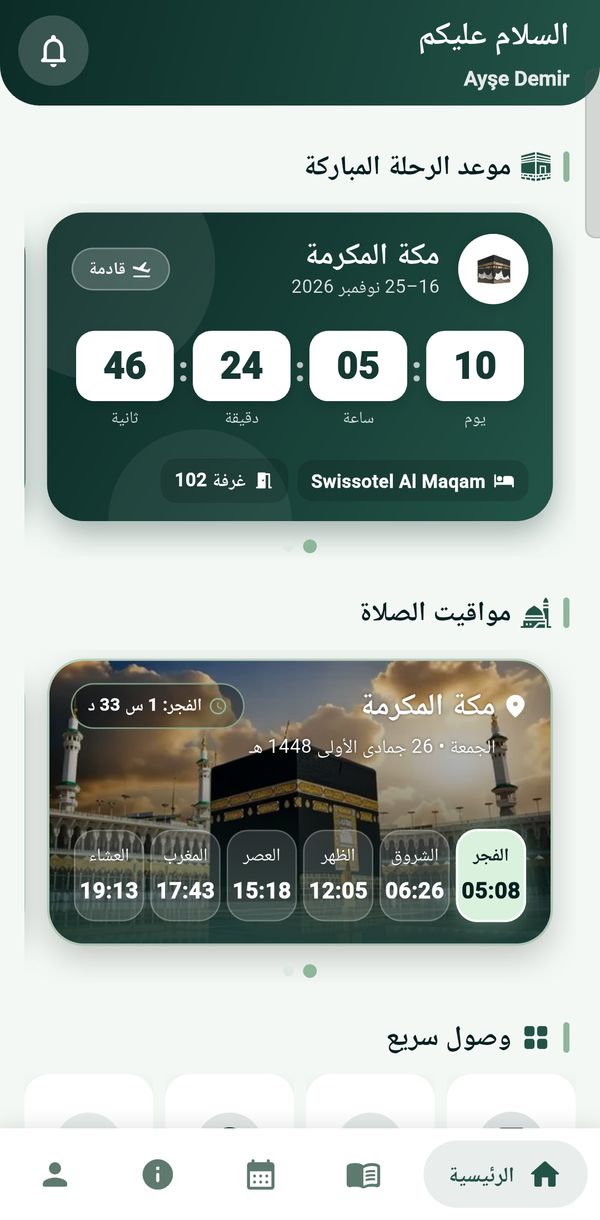 السلام عليكم
Ayşe Demir
موعد الرحلة المباركة
مكة المكرمة
قادمة
16–25 نوفمبر 2026
10 : 05 : 24 : 46
يوم ساعة دقيقة ثانية
Swissotel Al Maqam
غرفة 102
مواقيت الصلاة
مكة المكرمة
الفجر: 1 س 33 د
الجمعة • 26 جمادى الأولى 1448 هـ
الفجر الشروق الظهر العصر المغرب العشاء
05:08 06:26 12:05 15:18 17:43 19:13
وصول سريع
الرئيسية